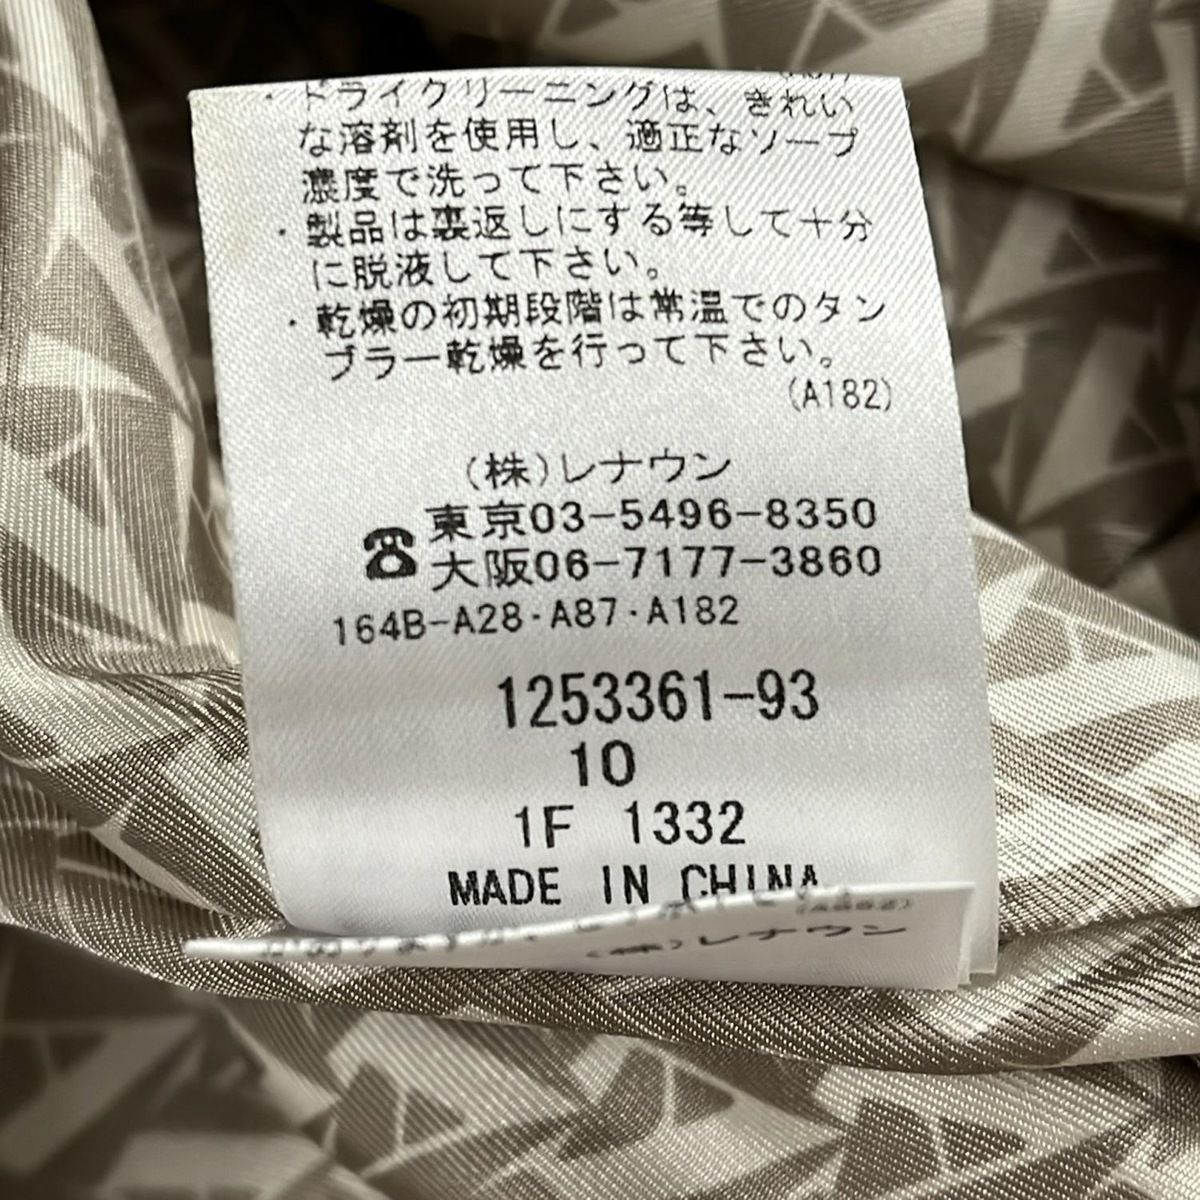 ・ドライクリーニングは、きれい
な溶剤を使用し、適正なソープ
濃度で洗って下さい。
・製品は裏返しにする等して十分
に脱液して下さい。
・乾燥の初期段階は常温でのタン
ブラー乾燥を行って下さい。
(A182)
(株)レナウン
☎東京03-5496-8350
大阪06-7177-3860
164B-A28・A87・A182
1253361-93
10
1F 1332
MADE IN CHINA
(株)レナウン